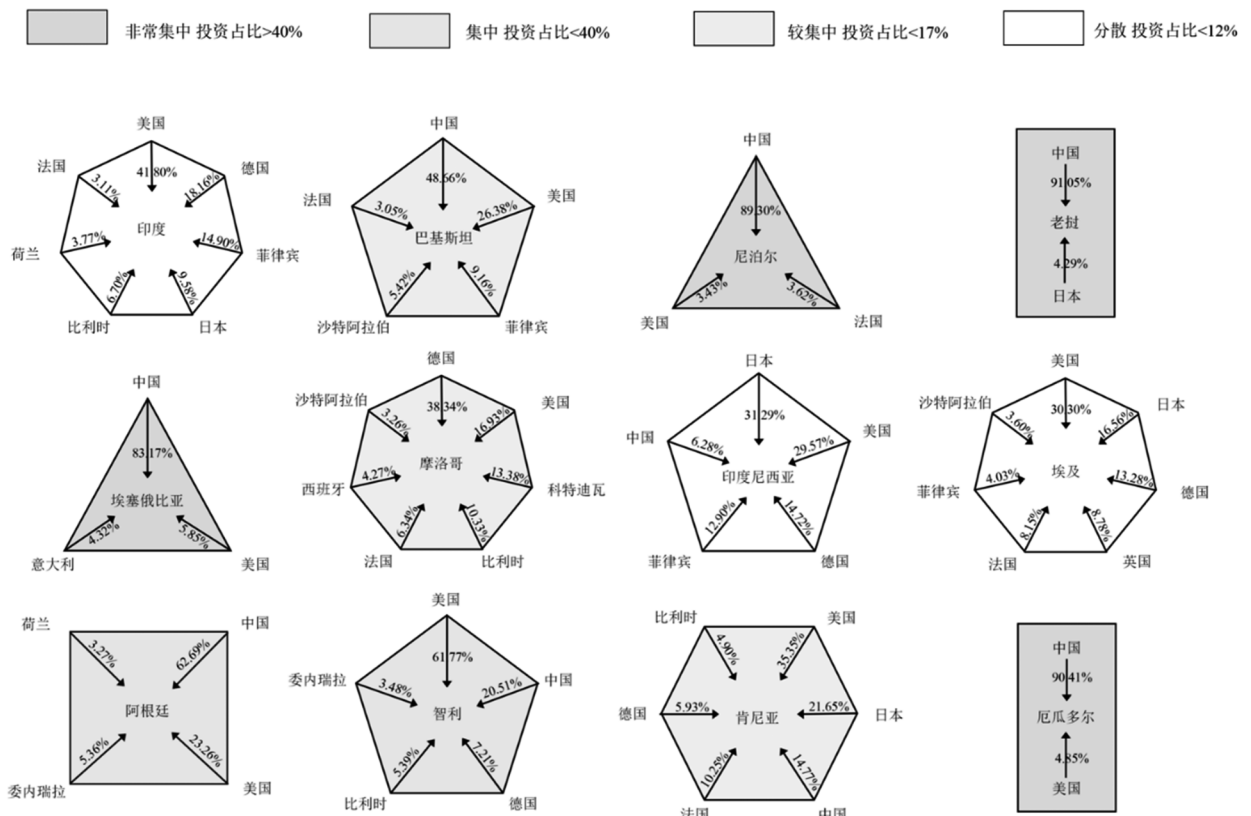 非常集中 投资占比>40%
集中 投资占比<40%
较集中 投资占比<17%
分散 投资占比<12%
美国
法国
41.80%
德国
3.11%
18.16%
印度
荷兰
3.77%
14.90%
菲律宾
6.70%
9.58%
比利时
日本
中国
48.66%
美国
法国
3.05%
26.38%
巴基斯坦
5.42%
9.16%
沙特阿拉伯
菲律宾
中国
89.30%
尼泊尔
3.43%
3.62%
美国
法国
中国
91.05%
老挝
4.29%
日本
中国
83.17%
埃塞俄比亚
4.32%
5.85%
意大利
美国
德国
沙特阿拉伯
38.34%
美国
3.26%
16.93%
摩洛哥
西班牙
4.27%
13.38%
科特迪瓦
6.34%
10.33%
法国
比利时
日本
31.29%
中国
美国
6.28%
29.57%
印度尼西亚
12.90%
14.72%
菲律宾
德国
美国
沙特阿拉伯
30.30%
日本
3.60%
16.56%
埃及
菲律宾
4.03%
13.28%
德国
8.15%
8.78%
法国
英国
荷兰
中国
3.27%
62.69%
阿根廷
5.36%
23.26%
委内瑞拉
美国
美国
61.77%
委内瑞拉
3.48%
20.51%
中国
智利
5.39%
7.21%
比利时
德国
比利时
美国
4.90%
35.35%
德国
5.93%
肯尼亚
21.65%
日本
10.25%
14.77%
法国
中国
中国
90.41%
厄瓜多尔
4.85%
美国